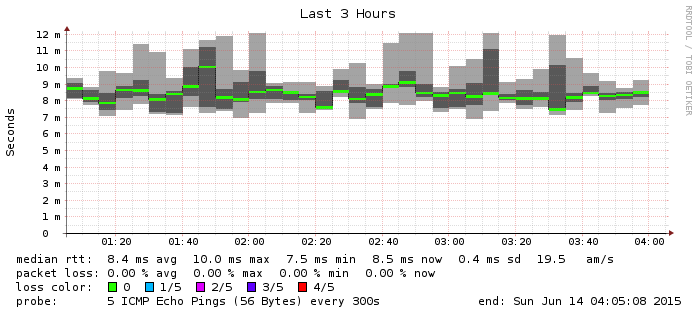 Last 3 Hours
RRDTOOL / TOBI OETIKER
Seconds
12 m
11 m
10 m
9 m
8 m
7 m
6 m
5 m
4 m
3 m
2 m
1 m
0
01:20 01:40 02:00 02:20 02:40 03:00 03:20 03:40 04:00
median rtt: 8.4 ms avg 10.0 ms max 7.5 ms min 8.5 ms now 0.4 ms sd 19.5 am/s
packet loss: 0.00 % avg 0.00 % max 0.00 % min 0.00 % now
loss color: 0 1/5 2/5 3/5 4/5
probe: 5 ICMP Echo Pings (56 Bytes) every 300s end: Sun Jun 14 04:05:08 2015